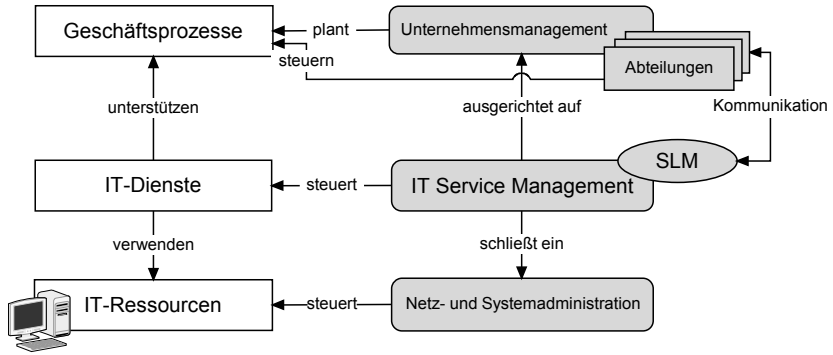 Geschäftsprozesse
plant
Unternehmensmanagement
steuern
Abteilungen
unterstützen
ausgerichtet auf
Kommunikation
SLM
IT-Dienste
steuert
IT Service Management
verwenden
schließt ein
IT-Ressourcen
steuert
Netz- und Systemadministration